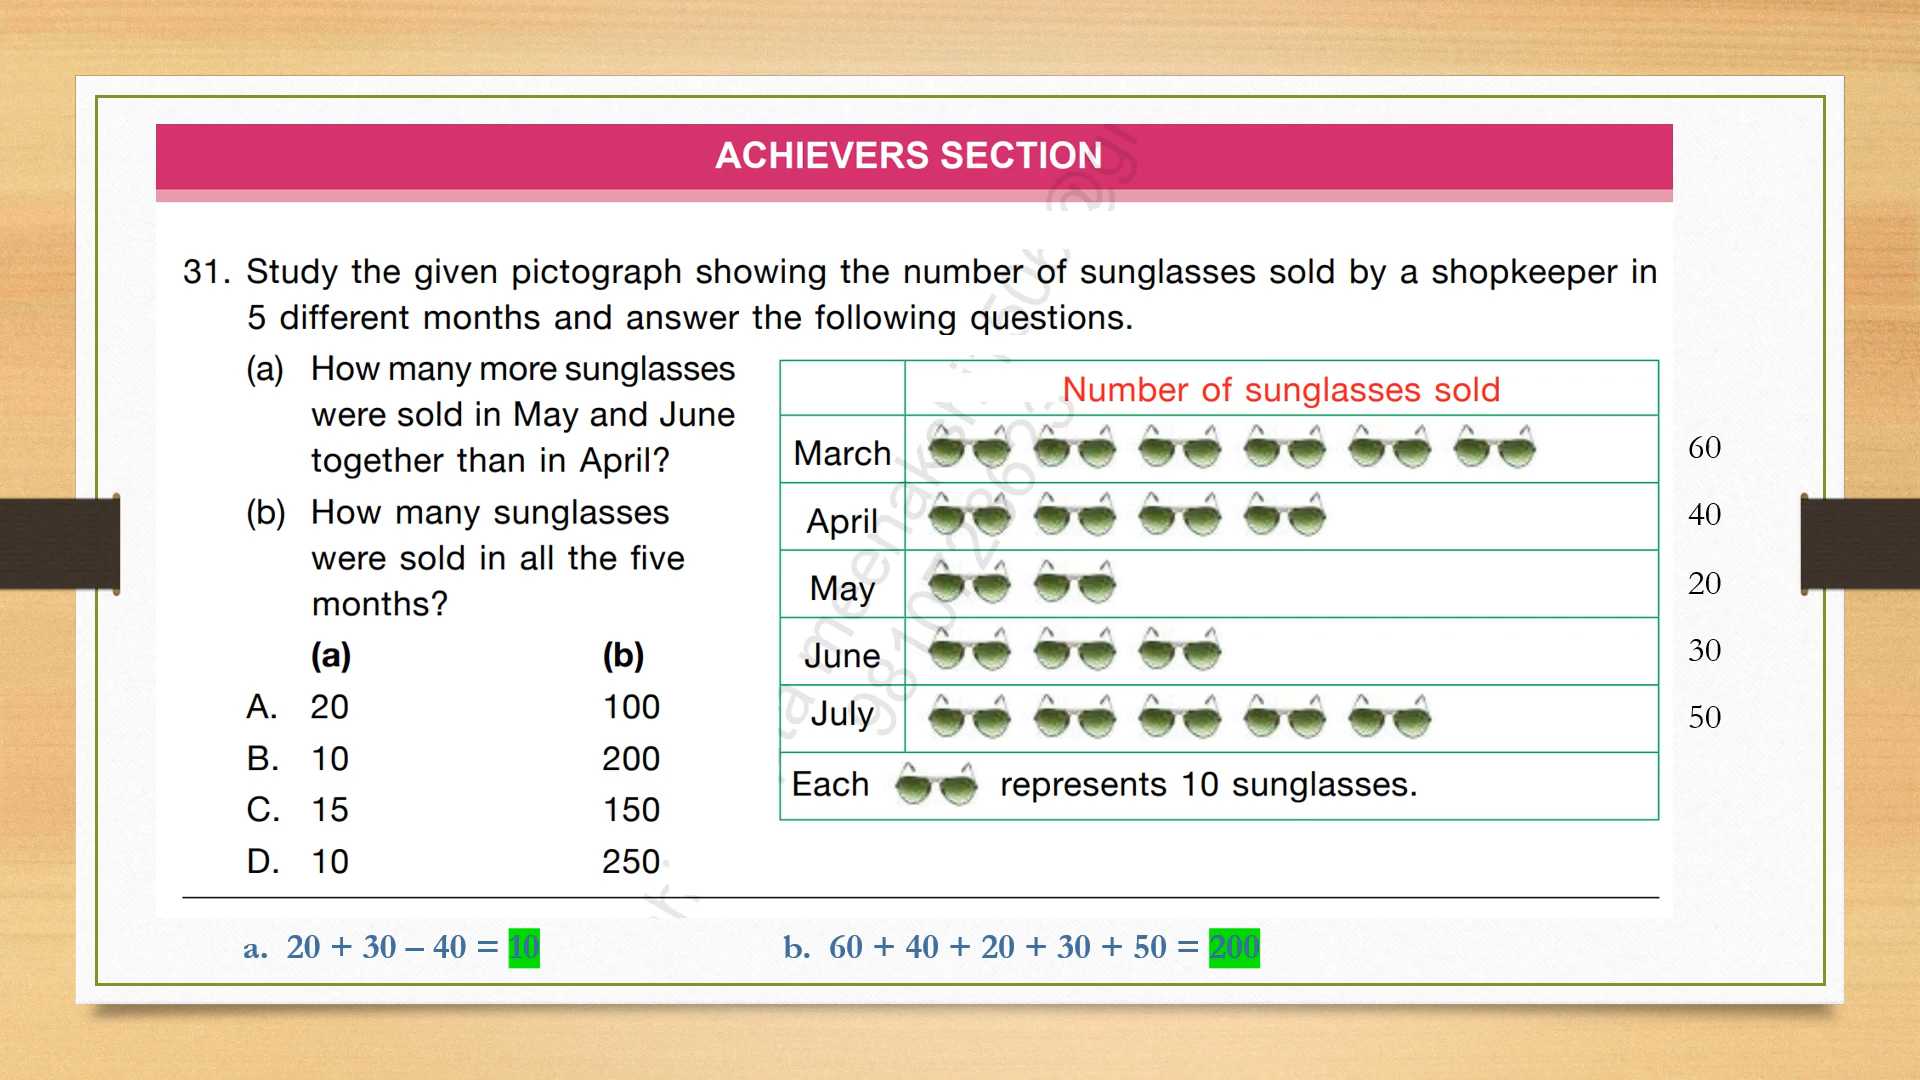 ACHIEVERS SECTION
31. Study the given pictograph showing the number of sunglasses sold by a shopkeeper in
5 different months and answer the following questions.
(a) How many more sunglasses
were sold in May and June
together than in April?
(b) How many sunglasses
were sold in all the five
months?
(a) (b)
A. 20 100
B. 10 200
C. 15 150
D. 10 250
Number of sunglasses sold
March 60
April 40
May 20
June 30
July 50
Each represents 10 sunglasses.
a. 20 + 30 – 40 = 10
b. 60 + 40 + 20 + 30 + 50 = 200